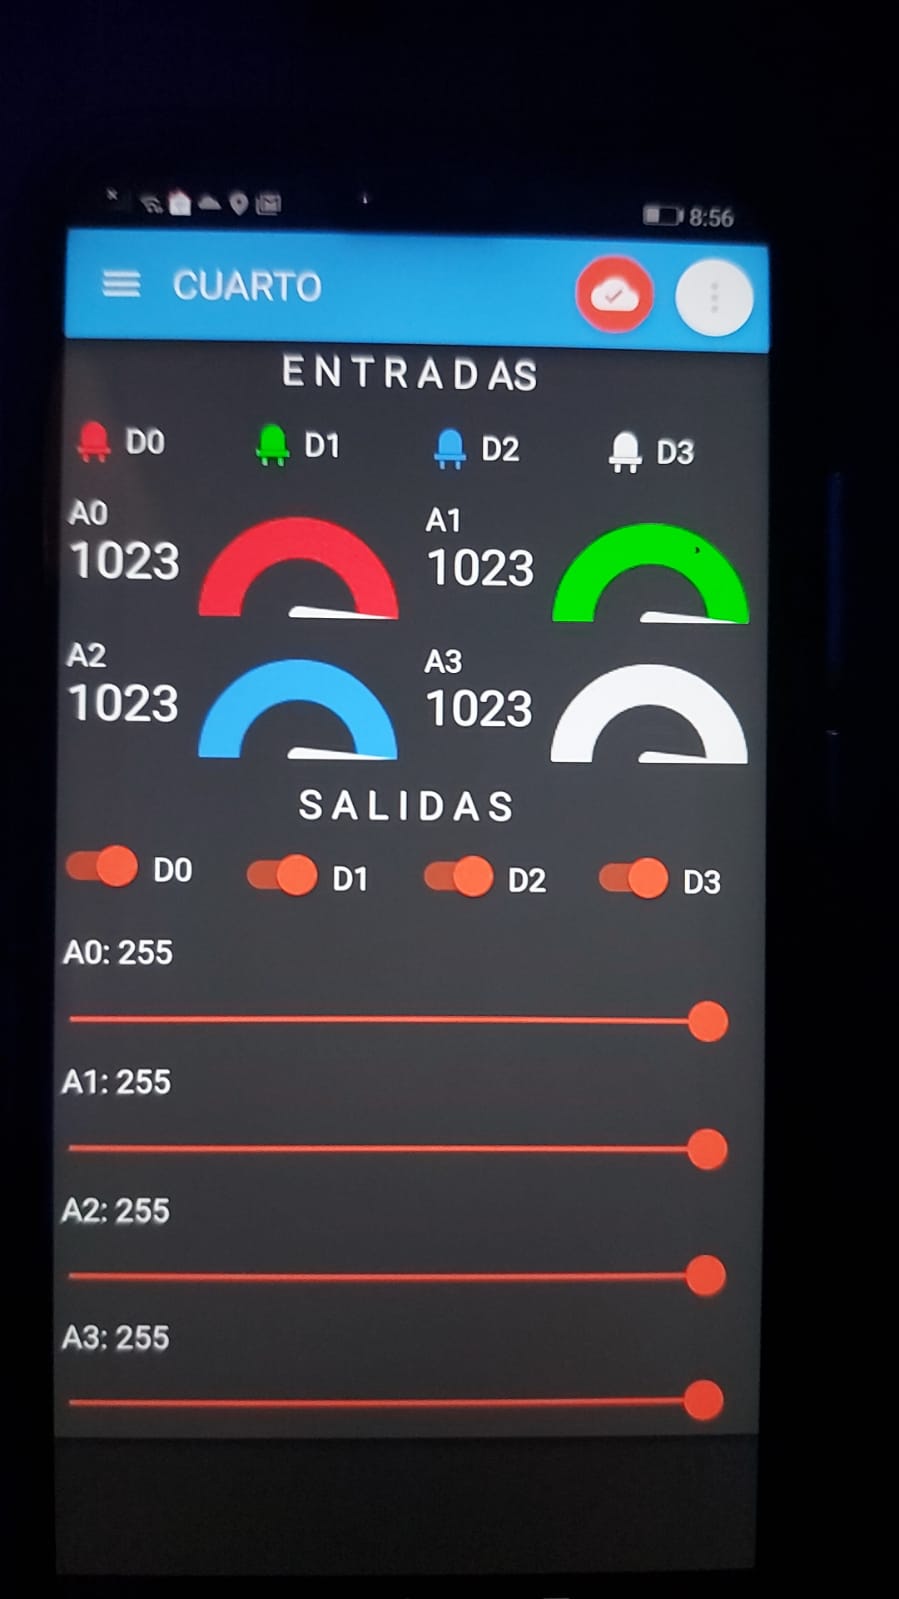 8:56
CUARTO
ENTRADAS
D0 D1 D2 D3
A0 A1
1023 1023
A2 A3
1023 1023
SALIDAS
D0 D1 D2 D3
A0: 255
A1: 255
A2: 255
A3: 255